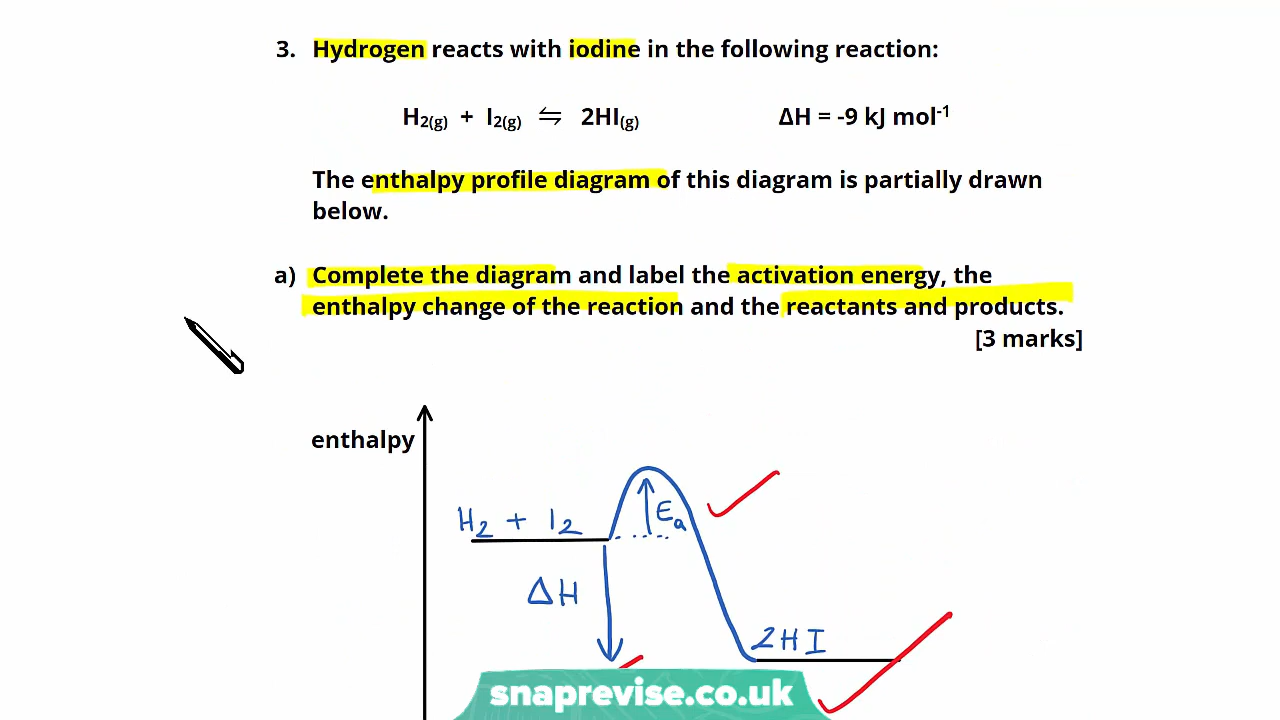 3. Hydrogen reacts with iodine in the following reaction:
H2(g) + I2(g) ⇋ 2HI(g) ΔH = -9 kJ mol-1
The enthalpy profile diagram of this diagram is partially drawn
below.
a) Complete the diagram and label the activation energy, the
enthalpy change of the reaction and the reactants and products.
[3 marks]
enthalpy
H2 + I2
Ea
ΔH
2HI
snaprevise.co.uk